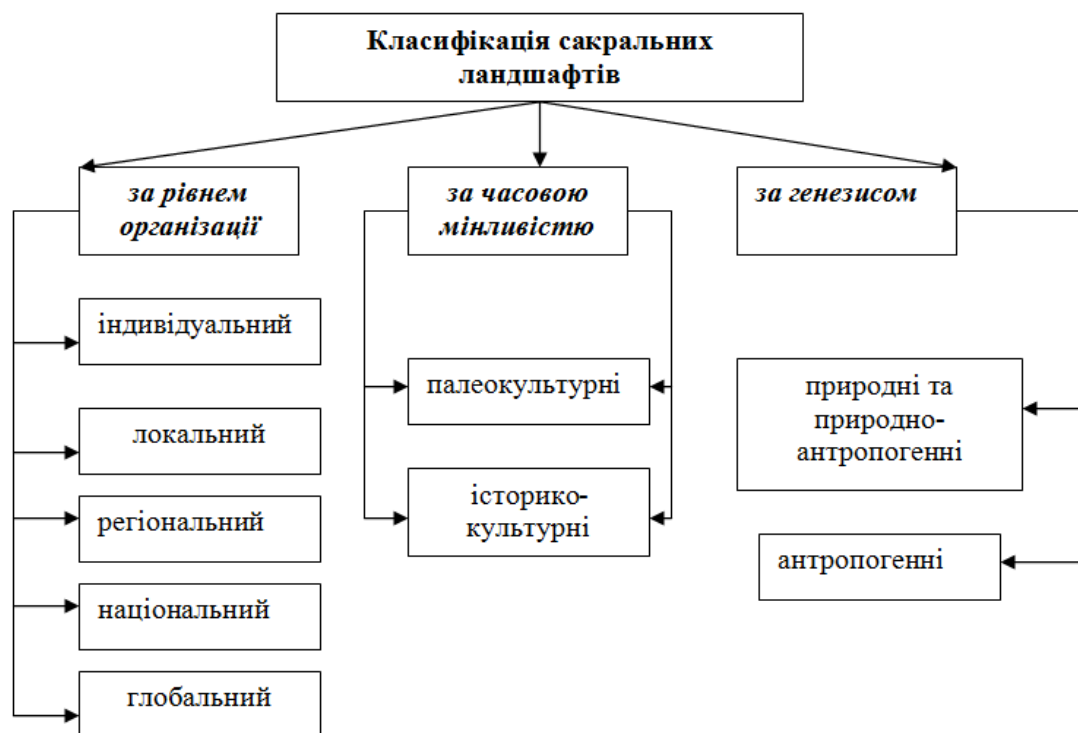 Класифікація сакральних
ландшафтів
за рівнем
організації
за часовою
мінливістю
за генезисом
індивідуальний
локальний
регіональний
національний
глобальний
палеокультурні
історико-
культурні
природні та
природно-
антропогенні
антропогенні